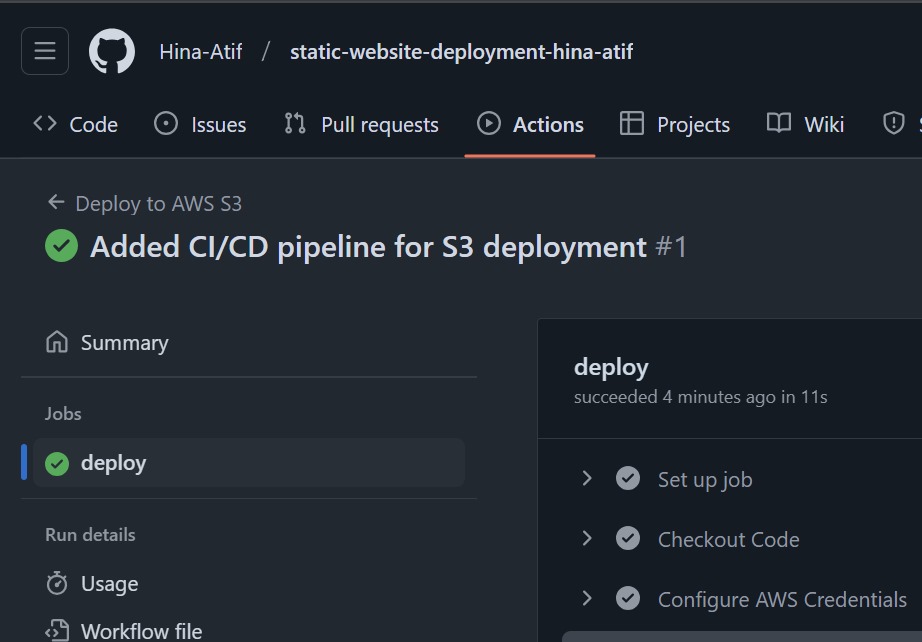 Hina-Atif / static-website-deployment-hina-atif
Code Issues Pull requests Actions Projects Wiki
Deploy to AWS S3
Added CI/CD pipeline for S3 deployment #1
Summary
Jobs
deploy
Run details
Usage
Workflow file
deploy
succeeded 4 minutes ago in 11s
Set up job
Checkout Code
Configure AWS Credentials